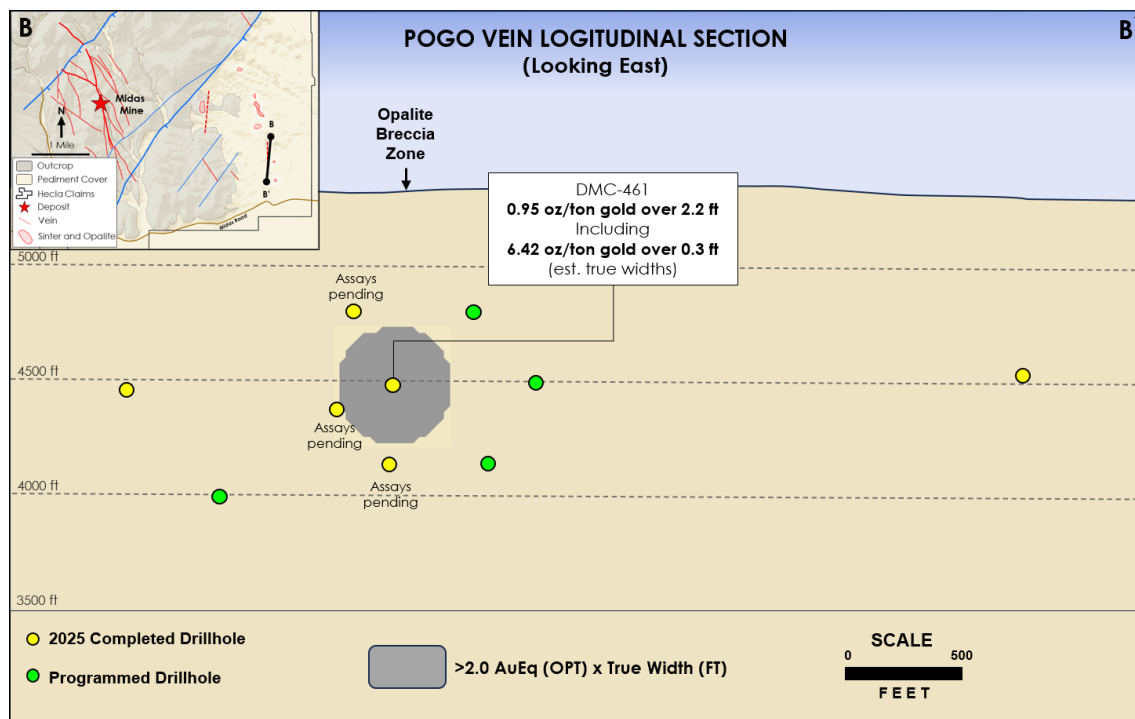 B
B'
POGO VEIN LOGITUDINAL SECTION
(Looking East)
Midas
Mine
N
1 Mile
B
B'
Midas Road
Outcrop
Pediment Cover
Hecla Claims
Deposit
Vein
Sinter and Opalite
Opalite
Breccia
Zone
DMC-461
0.95 oz/ton gold over 2.2 ft
Including
6.42 oz/ton gold over 0.3 ft
(est. true widths)
5000 ft
Assays
pending
4500 ft
Assays
pending
4000 ft
Assays
pending
3500 ft
2025 Completed Drillhole
Programmed Drillhole
>2.0 AuEq (OPT) x True Width (FT)
SCALE
0 500
FEET